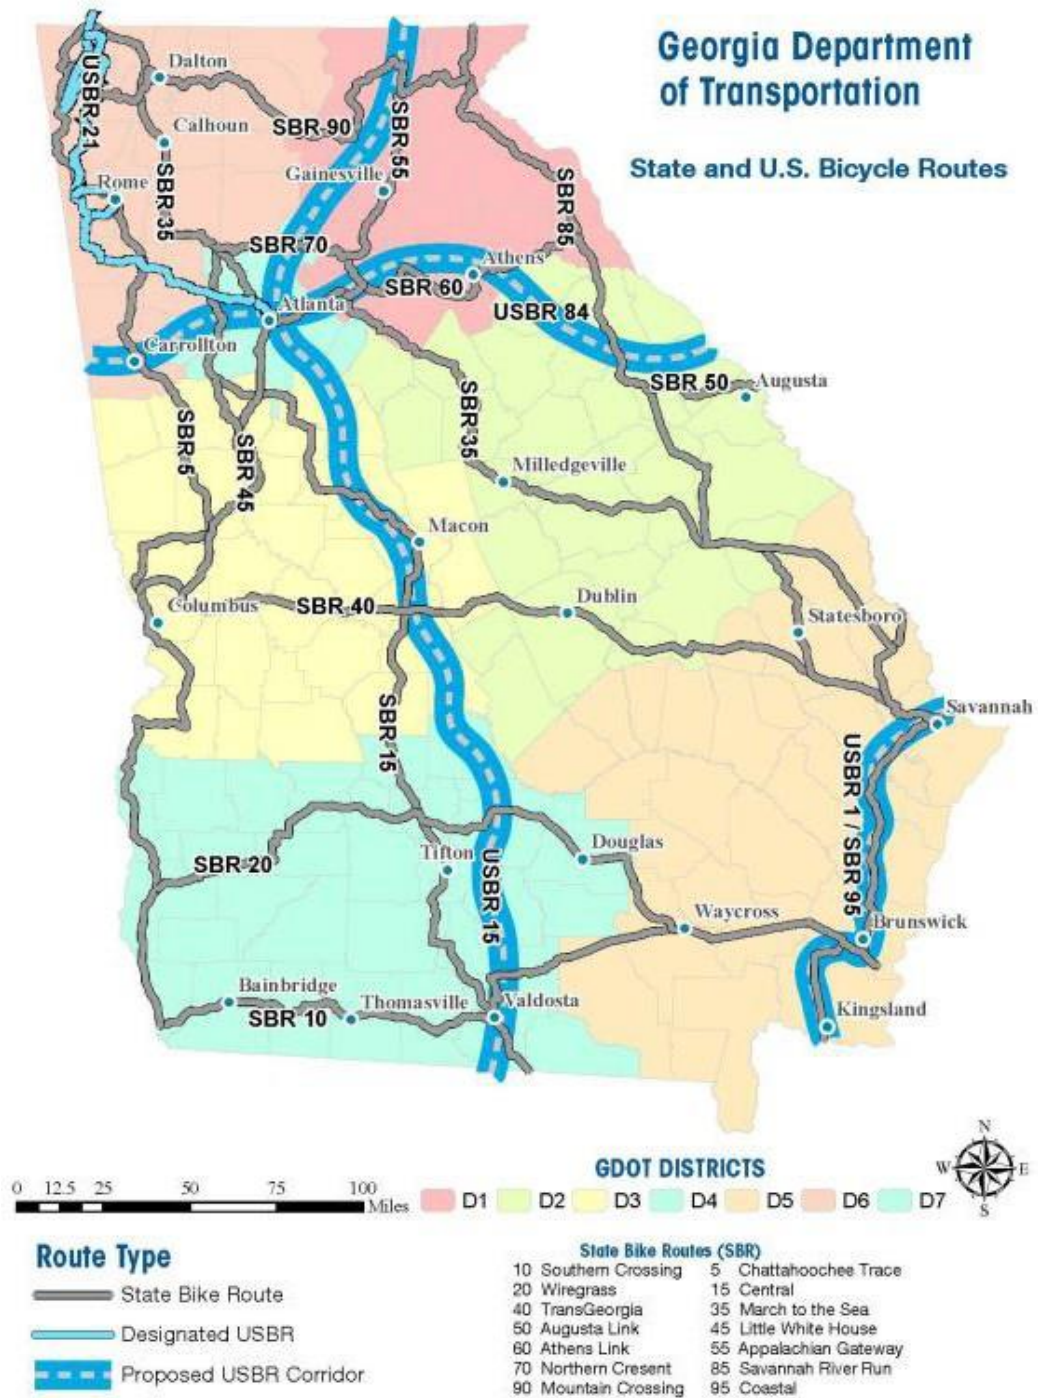 Georgia Department
of Transportation
State and U.S. Bicycle Routes
USBR 21
Dalton
Calhoun
SBR 90
SBR 55
Gainesville
Rome
SBR 35
SBR 85
SBR 70
Athens
SBR 60
USBR 84
Atlanta
Carrollton
SBR 50
Augusta
SBR 5
SBR 45
SBR 35
Milledgeville
Macon
Columbus
SBR 40
Dublin
Statesboro
Savannah
SBR 15
USBR 1 / SBR 95
SBR 20
Tifton
USBR 15
Douglas
Waycross
Brunswick
Bainbridge
SBR 10
Thomasville
Valdosta
Kingsland
N
W
E
S
0 12.5 25 50 75 100
Miles
GDOT DISTRICTS
D1 D2 D3 D4 D5 D6 D7
Route Type
State Bike Route
Designated USBR
Proposed USBR Corridor
State Bike Routes (SBR)
10 Southern Crossing 5 Chattahoochee Trace
20 Wiregrass 15 Central
40 TransGeorgia 35 March to the Sea
50 Augusta Link 45 Little White House
60 Athens Link 55 Appalachian Gateway
70 Northern Cresent 85 Savannah River Run
90 Mountain Crossing 95 Coastal